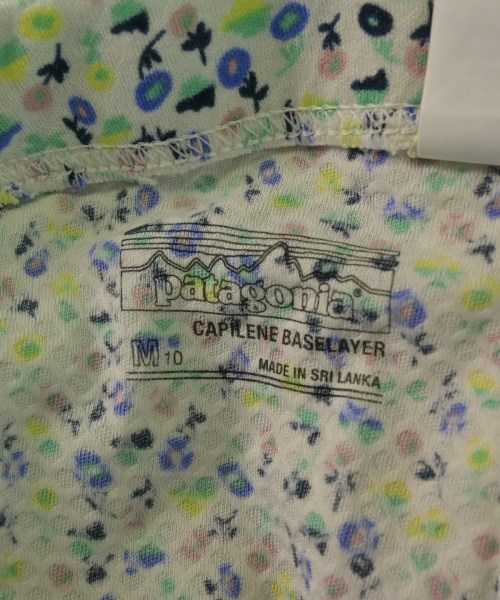 patagonia®
CAPILENE BASELAYER
M 10
MADE IN SRI LANKA